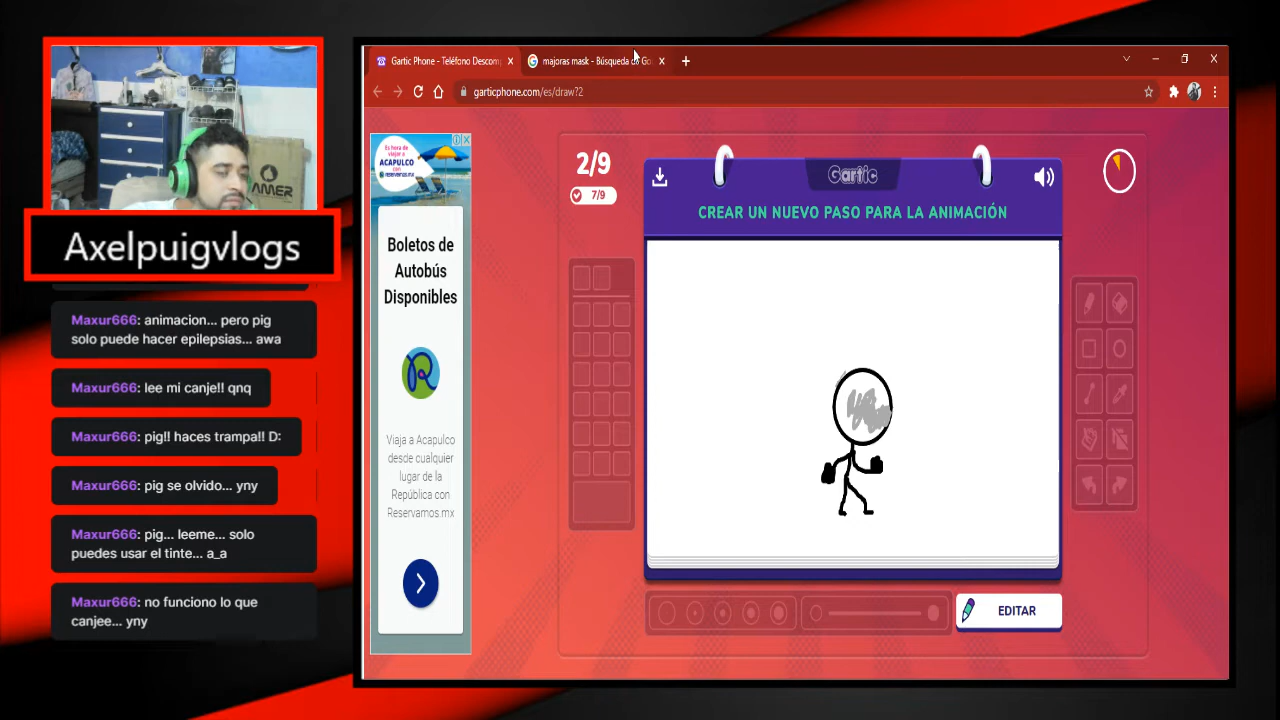 Gartic Phone - Teléfono Descom
majoras mask - Búsqueda de Go
garticphone.com/es/draw?2
AMER
Axelpuigvlogs
Maxur666: animacion... pero pig
solo puede hacer epilepsias... awa
Maxur666: lee mi canje!! qnq
Maxur666: pig!! haces trampa!! D:
Maxur666: pig se olvido... yny
Maxur666: pig... leeme... solo
puedes usar el tinte... a_a
Maxur666: no funciono lo que
canjee... yny
Es hora de
viajar a
ACAPULCO
con
reservamos.mx
Boletos de
Autobús
Disponibles
Viaja a Acapulco
desde cualquier
lugar de la
República con
Reservamos.mx
2/9
7/9
Gartic
CREAR UN NUEVO PASO PARA LA ANIMACIÓN
EDITAR